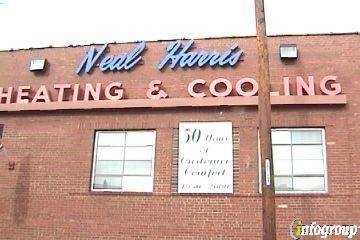 Neal Harris
HEATING & COOLING
50 Years
of
Customer
Comfort
infogroup